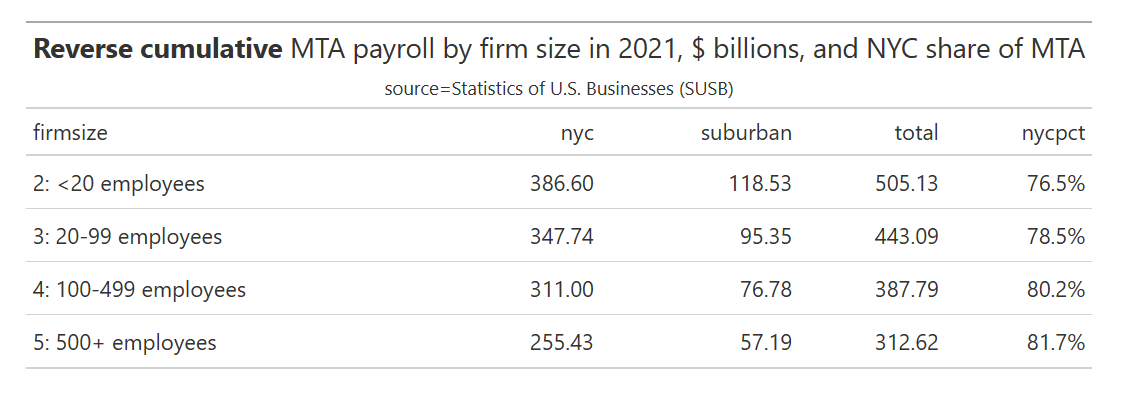 Reverse cumulative MTA payroll by firm size in 2021, $ billions, and NYC share of MTA
source=Statistics of U.S. Businesses (SUSB)
firmsize nyc suburban total nycpct
2: <20 employees 386.60 118.53 505.13 76.5%
3: 20-99 employees 347.74 95.35 443.09 78.5%
4: 100-499 employees 311.00 76.78 387.79 80.2%
5: 500+ employees 255.43 57.19 312.62 81.7%